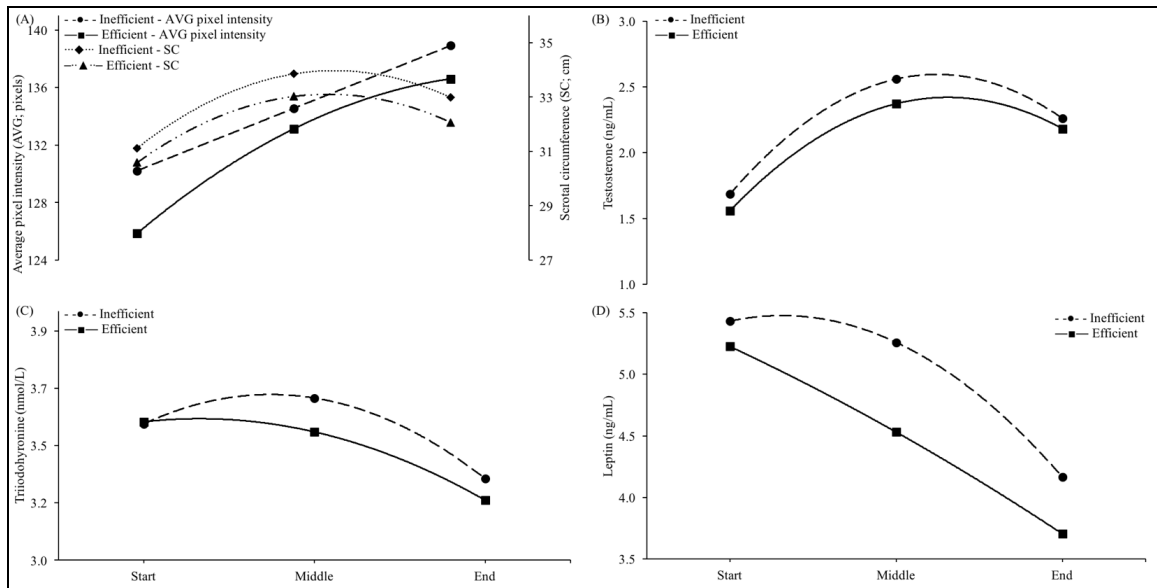 (A)
Inefficient - AVG pixel intensity
Efficient - AVG pixel intensity
Inefficient - SC
Efficient - SC
Average pixel intensity (AVG; pixels)
140
136
132
128
124
35
33
31
29
27
Scrotal circumference (SC; cm)
(B)
Inefficient
Efficient
Testosterone (ng/mL)
3.0
2.5
2.0
1.5
1.0
(C)
Inefficient
Efficient
Triiodohyronine (nmol/L)
3.9
3.7
3.5
3.2
3.0
Start
Middle
End
(D)
Inefficient
Efficient
Leptin (ng/mL)
5.5
5.0
4.5
4.0
3.5
Start
Middle
End